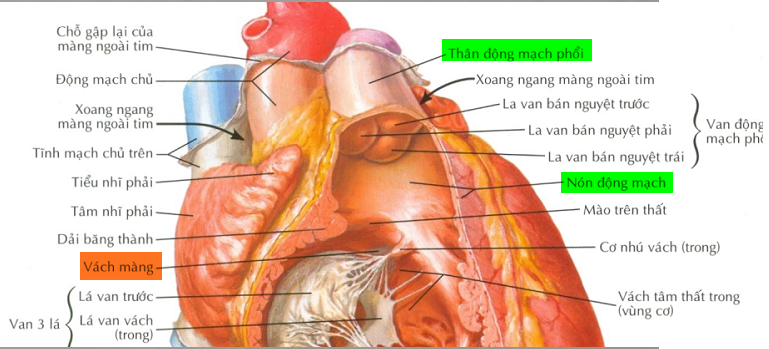 Chỗ gập lại của
màng ngoài tim
Động mạch chủ
Xoang ngang
màng ngoài tim
Tĩnh mạch chủ trên
Tiểu nhĩ phải
Tâm nhĩ phải
Dải băng thành
Vách màng
Van 3 lá
Lá van trước
Lá van vách
(trong)
Thân động mạch phổi
Xoang ngang màng ngoài tim
La van bán nguyệt trước
La van bán nguyệt phải
La van bán nguyệt trái
Van động
mạch phổ
Nón động mạch
Mào trên thất
Cơ nhú vách (trong)
Vách tâm thất trong
(vùng cơ)